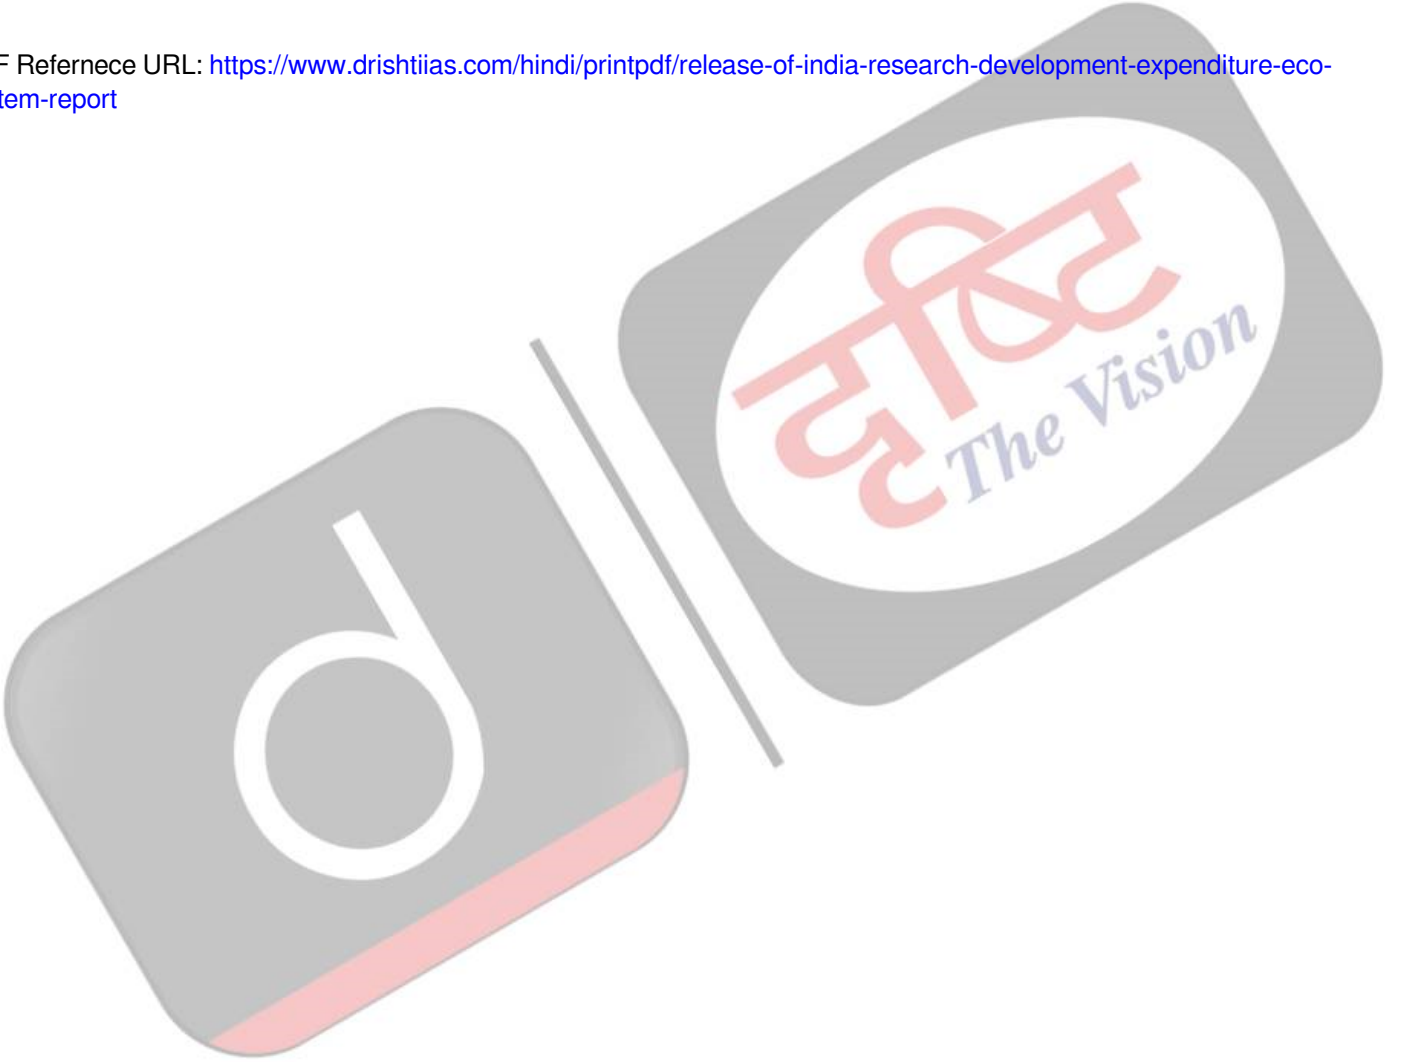 F Refernece URL: https://www.drishtiias.com/hindi/printpdf/release-of-india-research-development-expenditure-eco-
tem-report
दृष्टि
The Vision
d